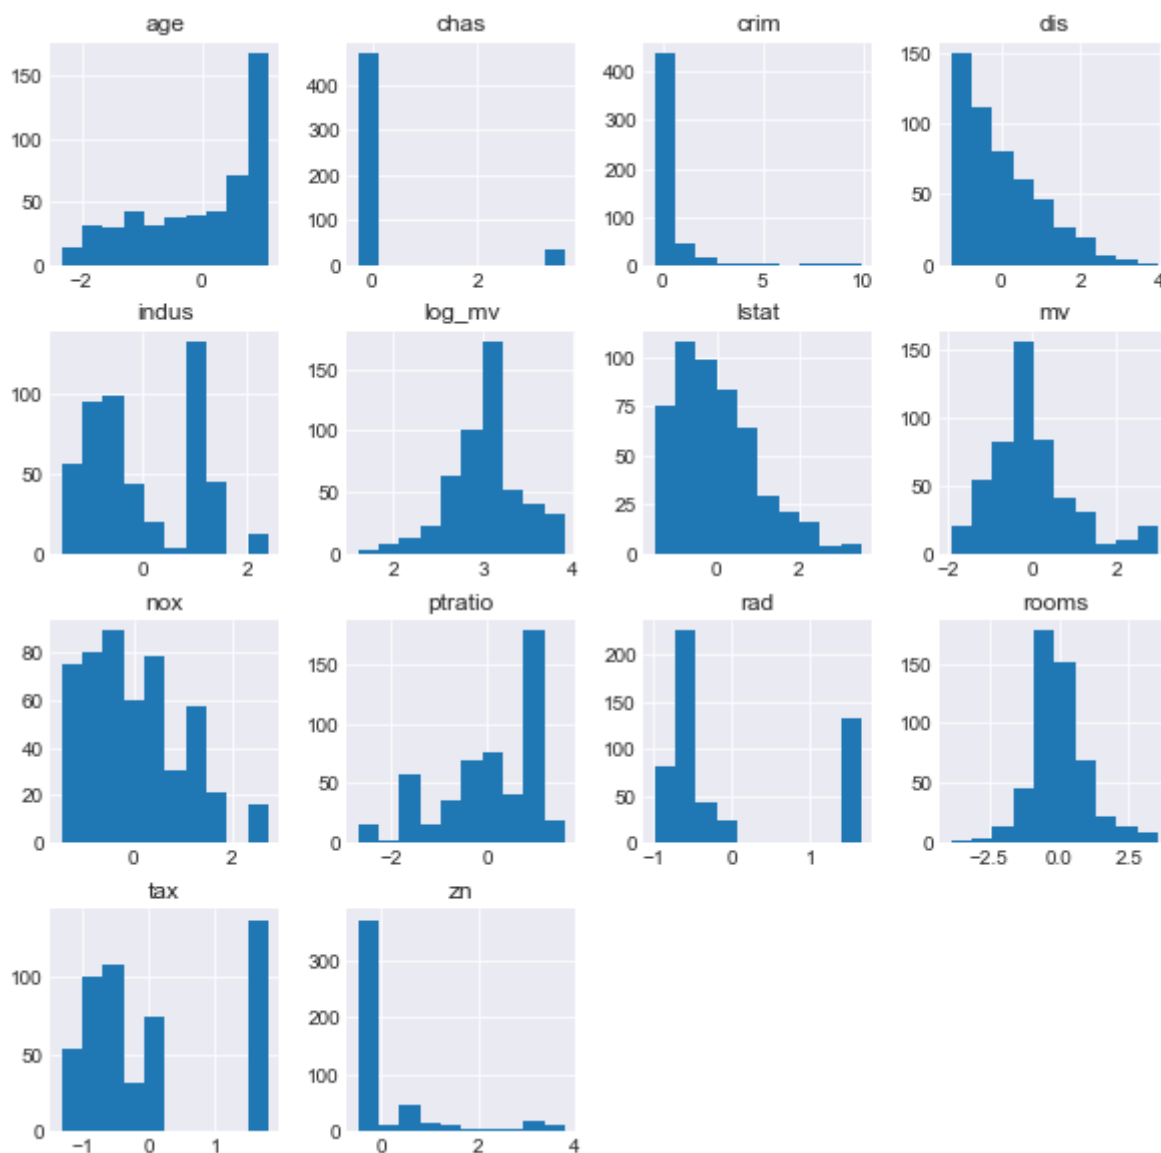 age chas crim dis
150 100 50 0
−2 0
400 300 200 100 0
0 2
400 300 200 100 0
0 5 10
150 100 50 0
0 2 4
indus log_mv lstat mv
100 50 0
0 2
150 100 50 0
2 3 4
100 75 50 25 0
0 2
150 100 50 0
−2 0 2
nox ptratio rad rooms
80 60 40 20 0
0 2
150 100 50 0
−2 0
200 150 100 50 0
−1 0 1
150 100 50 0
−2.5 0.0 2.5
tax zn
100 50 0
−1 0 1
300 200 100 0
0 2 4